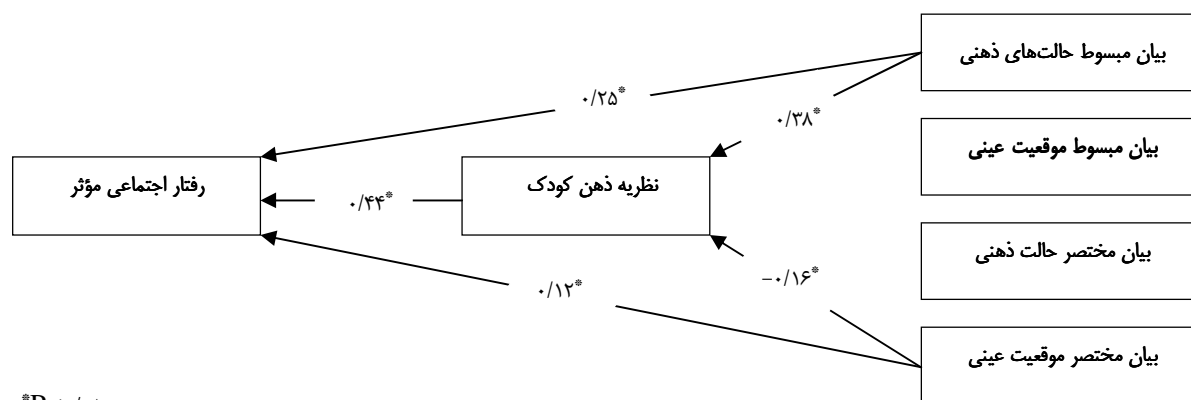 بیان مبسوط حالت‌های ذهنی
۰/۲۵*
۰/۳۸*
بیان مبسوط موقعیت عینی
نظریه ذهن کودک
رفتار اجتماعی مؤثر
۰/۴۴*
بیان مختصر حالت ذهنی
-۰/۱۶*
۰/۱۲*
بیان مختصر موقعیت عینی